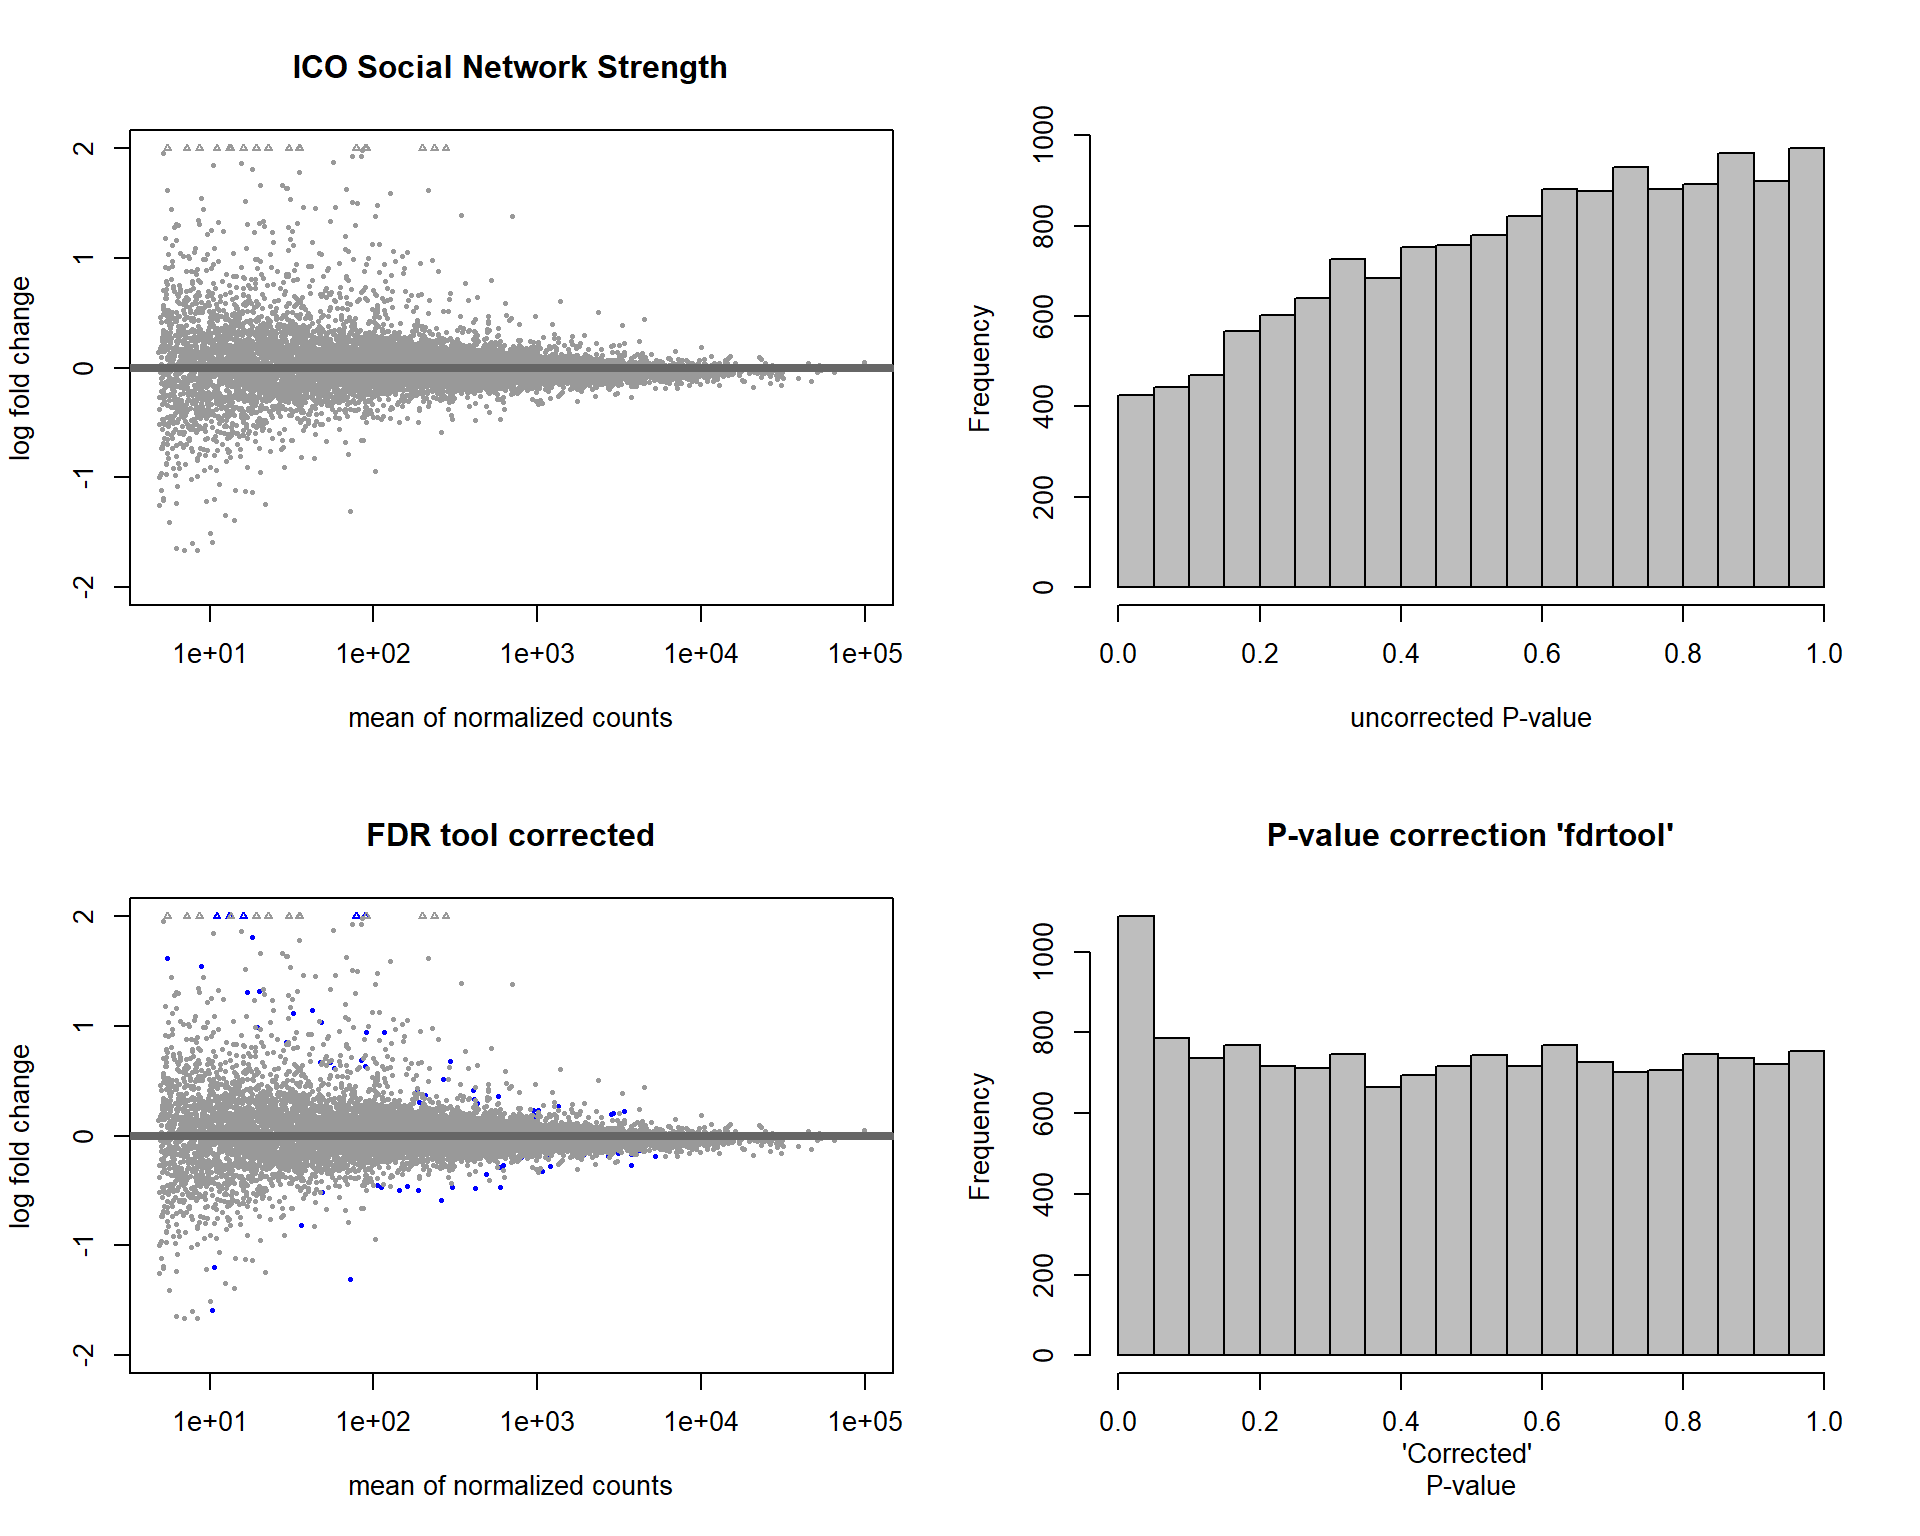 ICO Social Network Strength
log fold change
2
1
0
-1
-2
1e+01 1e+02 1e+03 1e+04 1e+05
mean of normalized counts
Frequency
1000
800
600
400
200
0
0.0 0.2 0.4 0.6 0.8 1.0
uncorrected P-value
FDR tool corrected
log fold change
2
1
0
-1
-2
1e+01 1e+02 1e+03 1e+04 1e+05
mean of normalized counts
P-value correction 'fdrtool'
Frequency
1000
800
600
400
200
0
0.0 0.2 0.4 0.6 0.8 1.0
'Corrected'
P-value